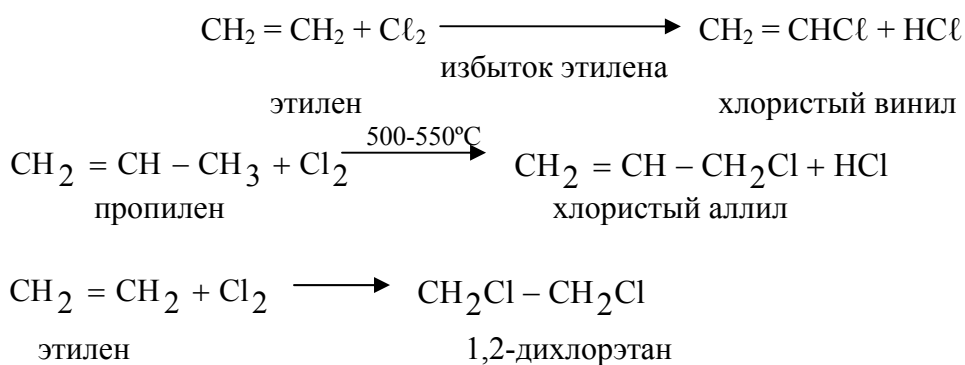 CH₂ = CH₂ + Cℓ₂ ⟶ CH₂ = CHCℓ + HCℓ
избыток этилена
этилен хлористый винил
500-550ºC
CH₂ = CH – CH₃ + Cl₂ ⟶ CH₂ = CH – CH₂Cl + HCl
пропилен хлористый аллил
CH₂ = CH₂ + Cl₂ ⟶ CH₂Cl – CH₂Cl
этилен 1,2-дихлорэтан